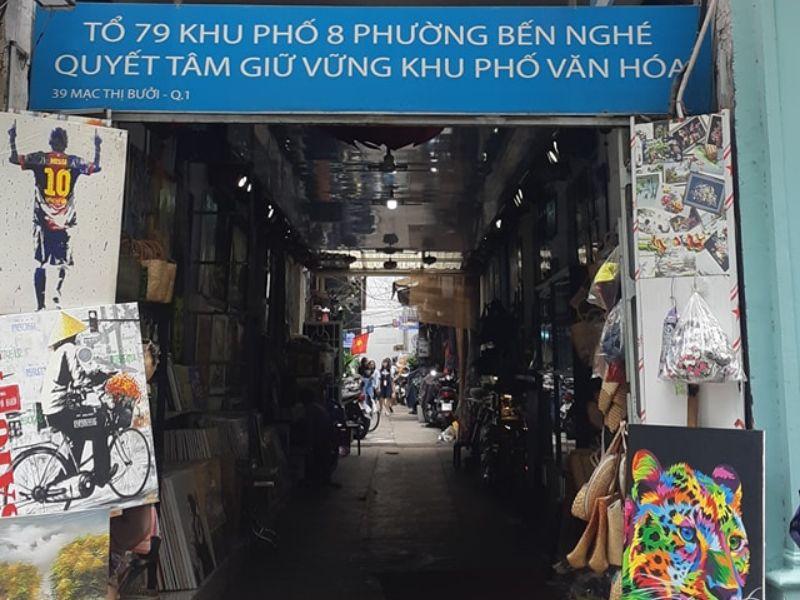 TỔ 79 KHU PHỐ 8 PHƯỜNG BẾN NGHÉ
QUYẾT TÂM GIỮ VỮNG KHU PHỐ VĂN HÓA
39 MẠC THỊ BƯỞI - Q.1
MESSI
10